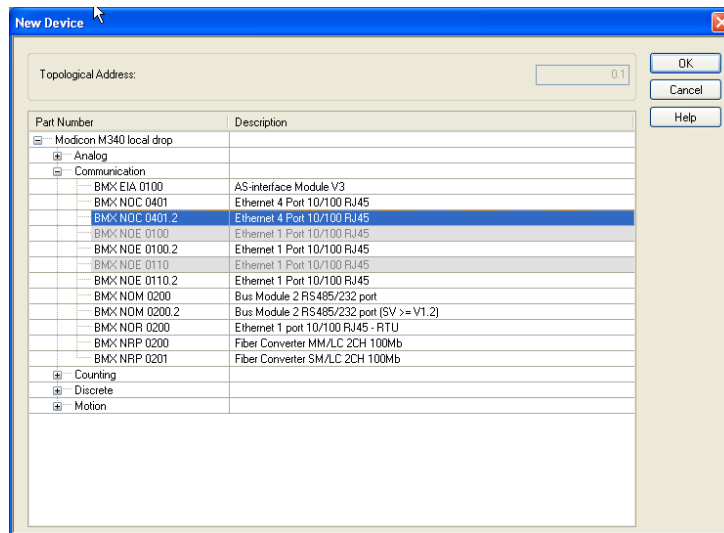 New Device
Topological Address: 0.1
OK
Cancel
Help
Part Number Description
Modicon M340 local drop
Analog
Communication
BMX EIA 0100 AS-interface Module V3
BMX NOC 0401 Ethernet 4 Port 10/100 RJ45
BMX NOC 0401.2 Ethernet 4 Port 10/100 RJ45
BMX NOE 0100 Ethernet 1 Port 10/100 RJ45
BMX NOE 0100.2 Ethernet 1 Port 10/100 RJ45
BMX NOE 0110 Ethernet 1 Port 10/100 RJ45
BMX NOE 0110.2 Ethernet 1 Port 10/100 RJ45
BMX NOM 0200 Bus Module 2 RS485/232 port
BMX NOM 0200.2 Bus Module 2 RS485/232 port (SV >= V1.2)
BMX NOR 0200 Ethernet 1 port 10/100 RJ45 - RTU
BMX NRP 0200 Fiber Converter MM/LC 2CH 100Mb
BMX NRP 0201 Fiber Converter SM/LC 2CH 100Mb
Counting
Discrete
Motion